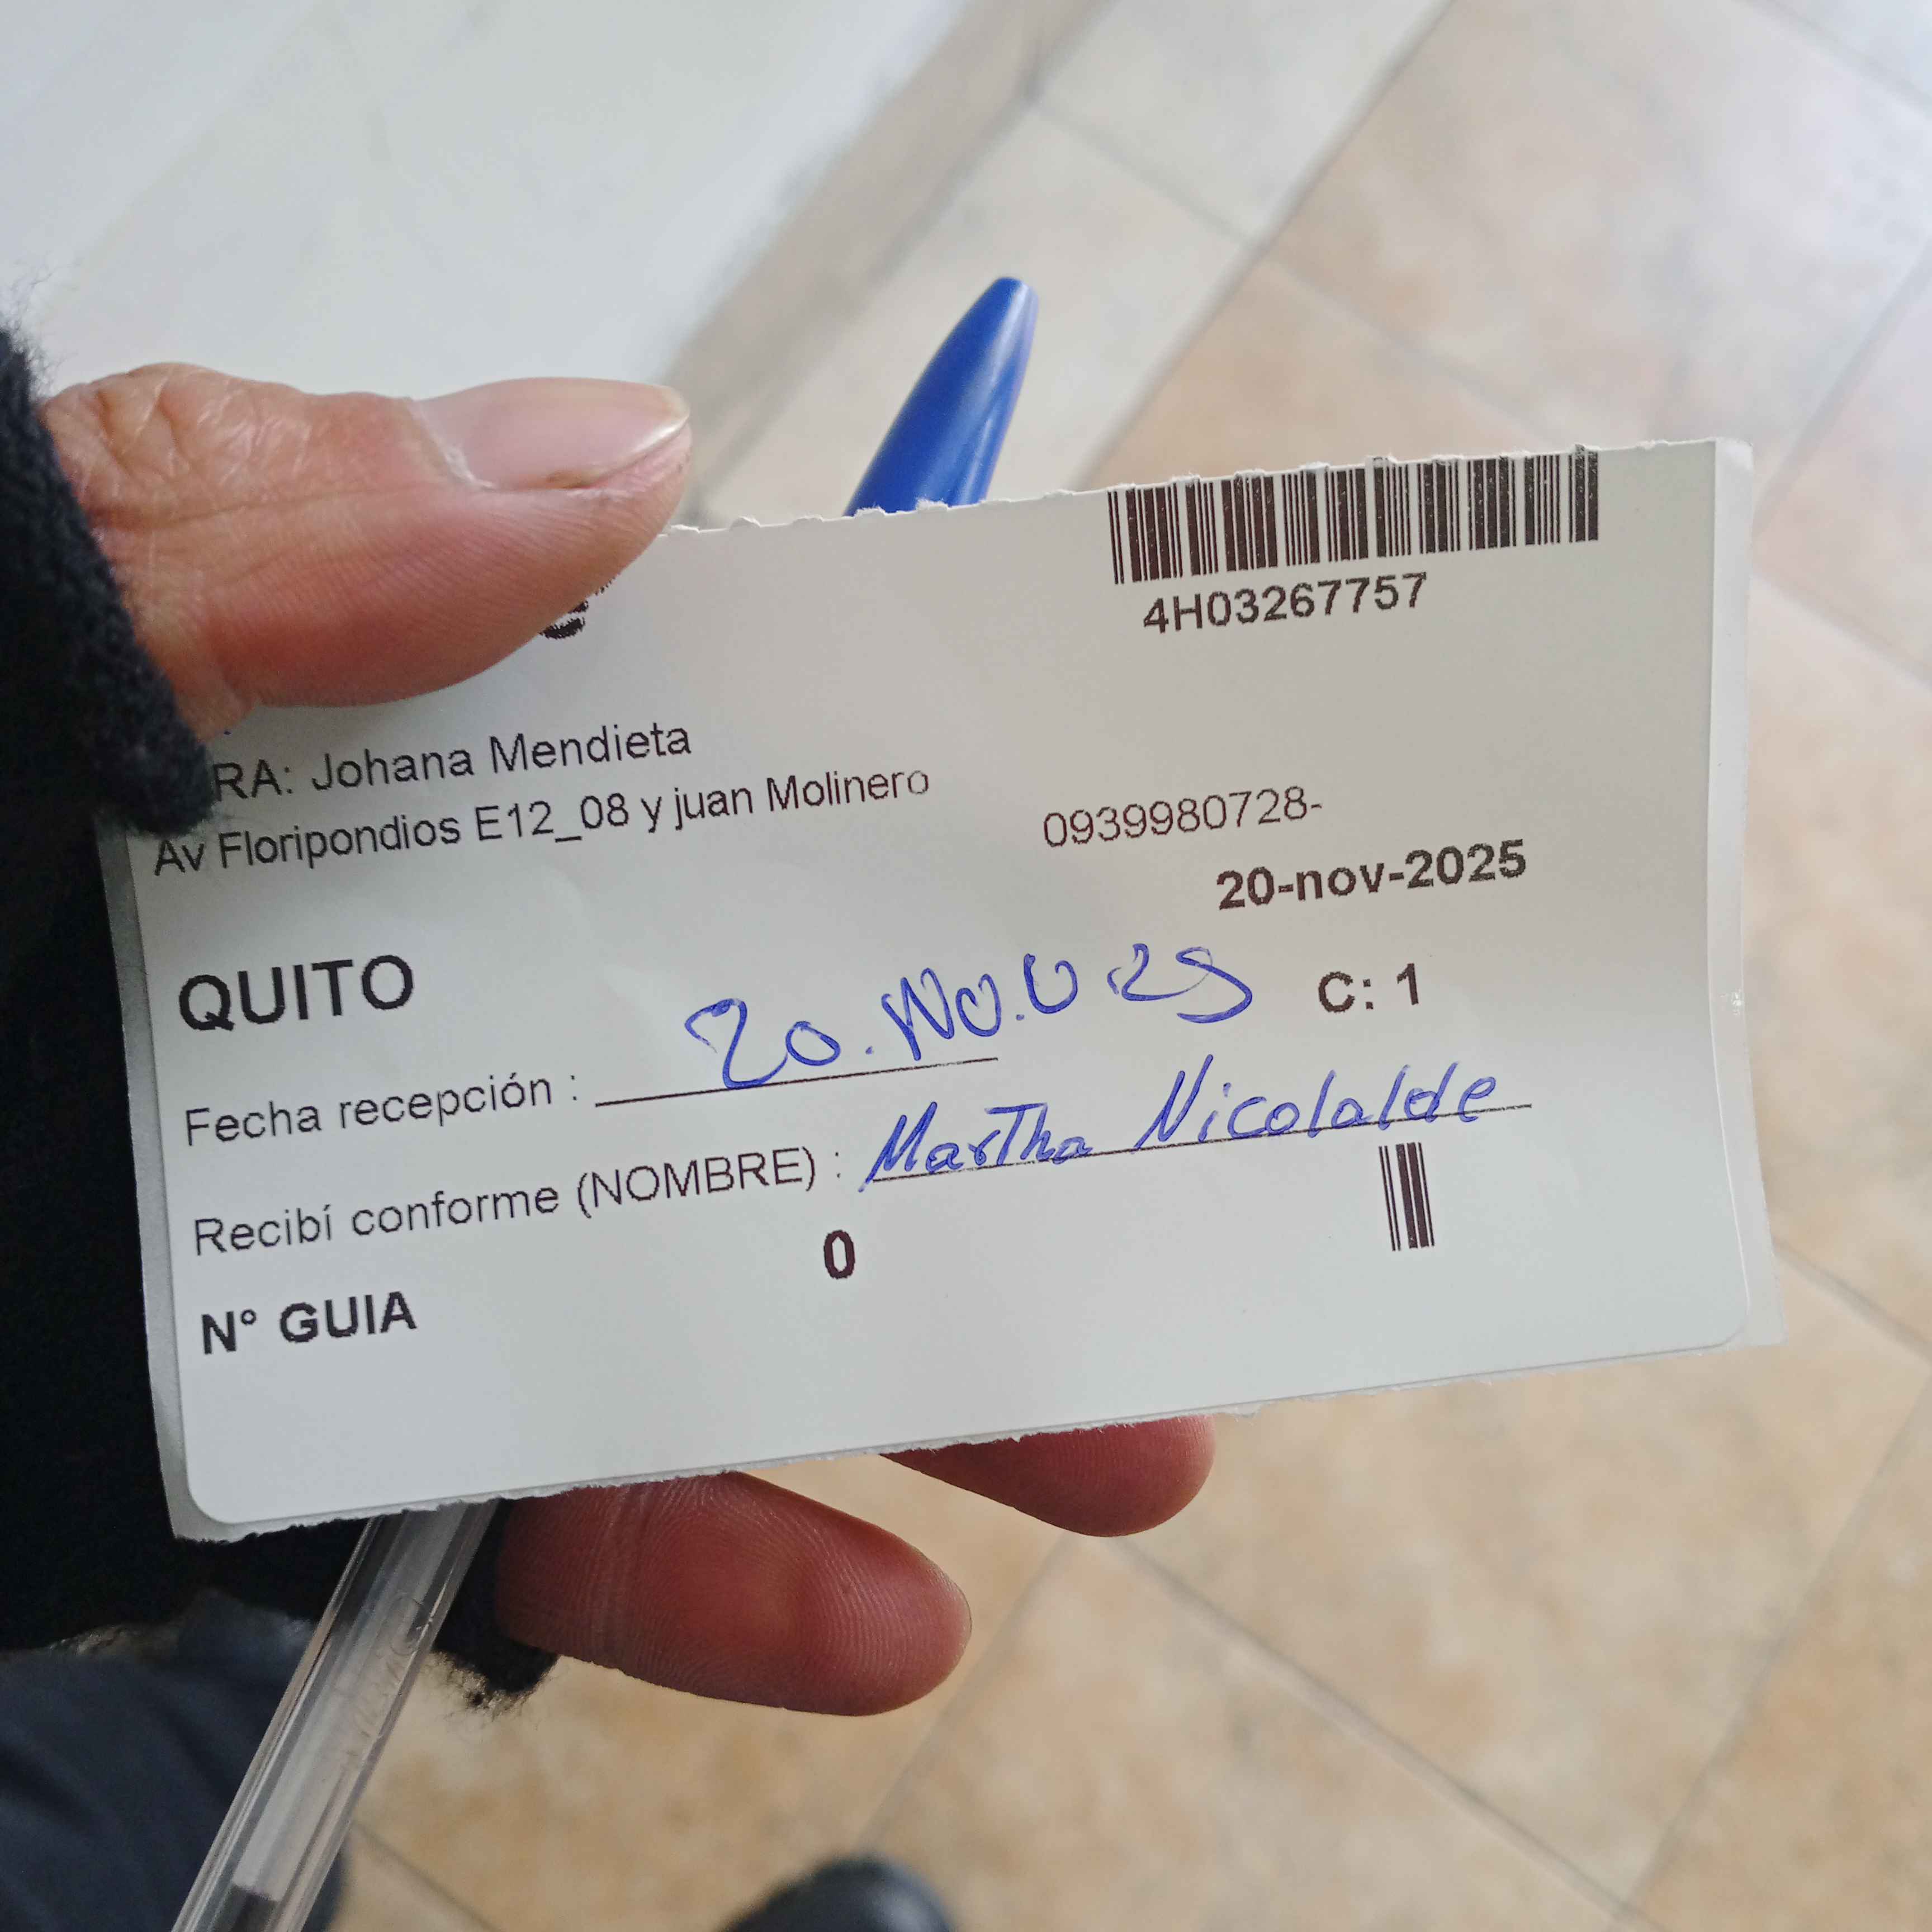 4H03267757
RA: Johana Mendieta
Av Floripondios E12_08 y juan Molinero
0939980728-
20-nov-2025
QUITO
C: 1
Fecha recepción : 20.No.v.25
Recibí conforme (NOMBRE) : Martha Nicolalde
N° GUIA 0